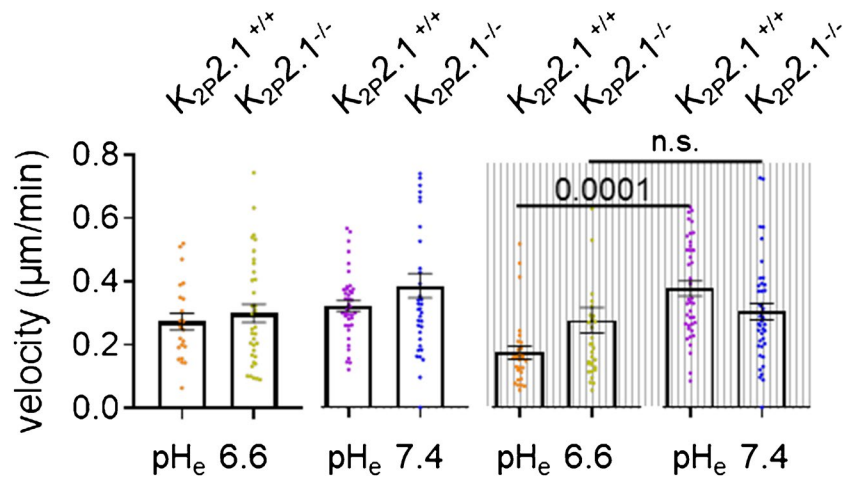 K2P2.1+/+ K2P2.1-/- K2P2.1+/+ K2P2.1-/- K2P2.1+/+ K2P2.1-/- K2P2.1+/+ K2P2.1-/-
n.s.
0.0001
velocity (µm/min)
0.8
0.6
0.4
0.2
0.0
pHe 6.6 pHe 7.4 pHe 6.6 pHe 7.4